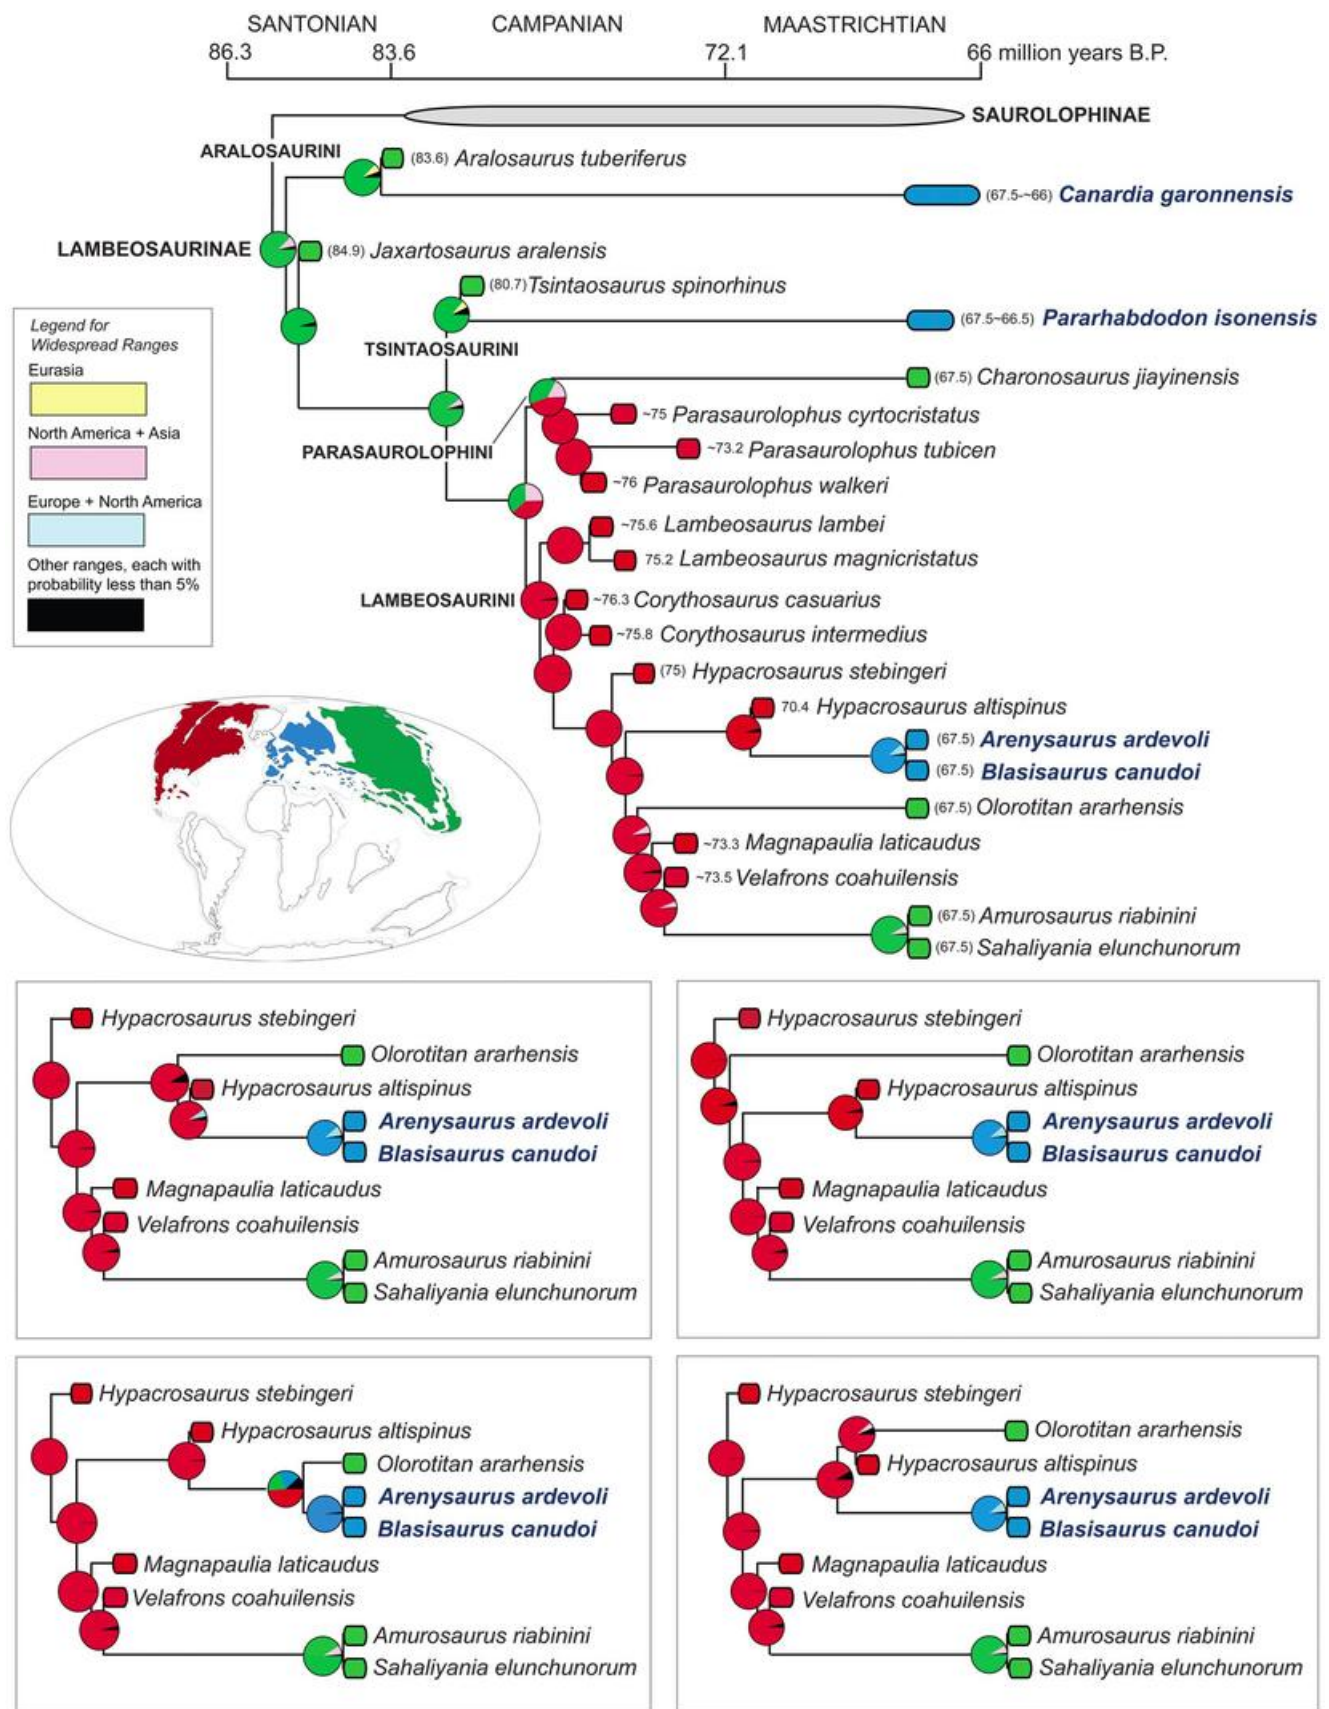 SANTONIAN CAMPANIAN MAASTRICHTIAN
86.3 83.6 72.1 66 million years B.P.
SAUROLOPHINAE
ARALOSAURINI
(83.6) Aralosaurus tuberiferus
(67.5-~66) Canardia garonnensis
LAMBEOSAURINAE
(84.9) Jaxartosaurus aralensis
(80.7) Tsintaosaurus spinorhinus
(67.5~66.5) Pararhabdodon isonensis
TSINTAOSAURINI
(67.5) Charonosaurus jiayinensis
~75 Parasaurolophus cyrtocristatus
PARASAUROLOPHINI
~73.2 Parasaurolophus tubicen
~76 Parasaurolophus walkeri
~75.6 Lambeosaurus lambei
75.2 Lambeosaurus magnicristatus
LAMBEOSAURINI
~76.3 Corythosaurus casuarius
~75.8 Corythosaurus intermedius
(75) Hypacrosaurus stebingeri
70.4 Hypacrosaurus altispinus
(67.5) Arenysaurus ardevoli
(67.5) Blasisaurus canudoi
(67.5) Olorotitan ararhensis
~73.3 Magnapaulia laticaudus
~73.5 Velafrons coahuilensis
(67.5) Amurosaurus riabinini
(67.5) Sahaliyania elunchunorum
Legend for
Widespread Ranges
Eurasia
North America + Asia
Europe + North America
Other ranges, each with
probability less than 5%
Hypacrosaurus stebingeri
Olorotitan ararhensis
Hypacrosaurus altispinus
Arenysaurus ardevoli
Blasisaurus canudoi
Magnapaulia laticaudus
Velafrons coahuilensis
Amurosaurus riabinini
Sahaliyania elunchunorum
Hypacrosaurus stebingeri
Olorotitan ararhensis
Hypacrosaurus altispinus
Arenysaurus ardevoli
Blasisaurus canudoi
Magnapaulia laticaudus
Velafrons coahuilensis
Amurosaurus riabinini
Sahaliyania elunchunorum
Hypacrosaurus stebingeri
Hypacrosaurus altispinus
Olorotitan ararhensis
Arenysaurus ardevoli
Blasisaurus canudoi
Magnapaulia laticaudus
Velafrons coahuilensis
Amurosaurus riabinini
Sahaliyania elunchunorum
Hypacrosaurus stebingeri
Olorotitan ararhensis
Hypacrosaurus altispinus
Arenysaurus ardevoli
Blasisaurus canudoi
Magnapaulia laticaudus
Velafrons coahuilensis
Amurosaurus riabinini
Sahaliyania elunchunorum